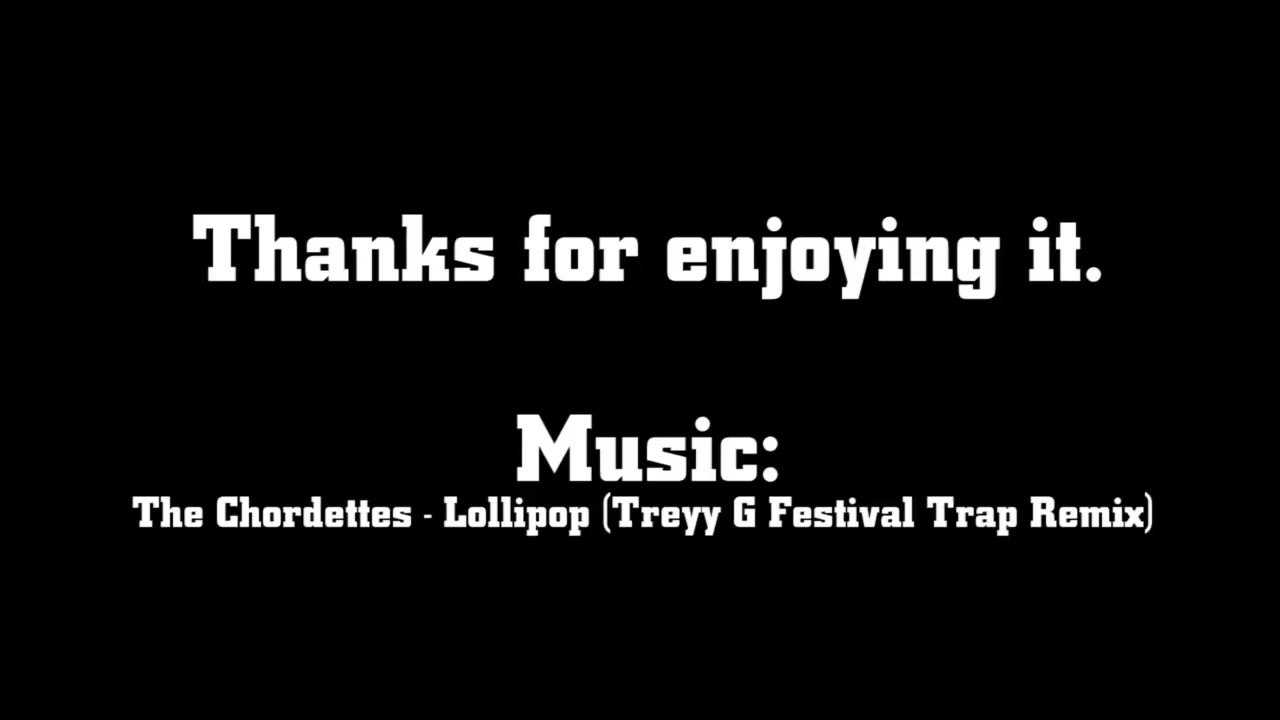 Thanks for enjoying it.
Music:
The Chordettes - Lollipop (Treyy G Festival Trap Remix)